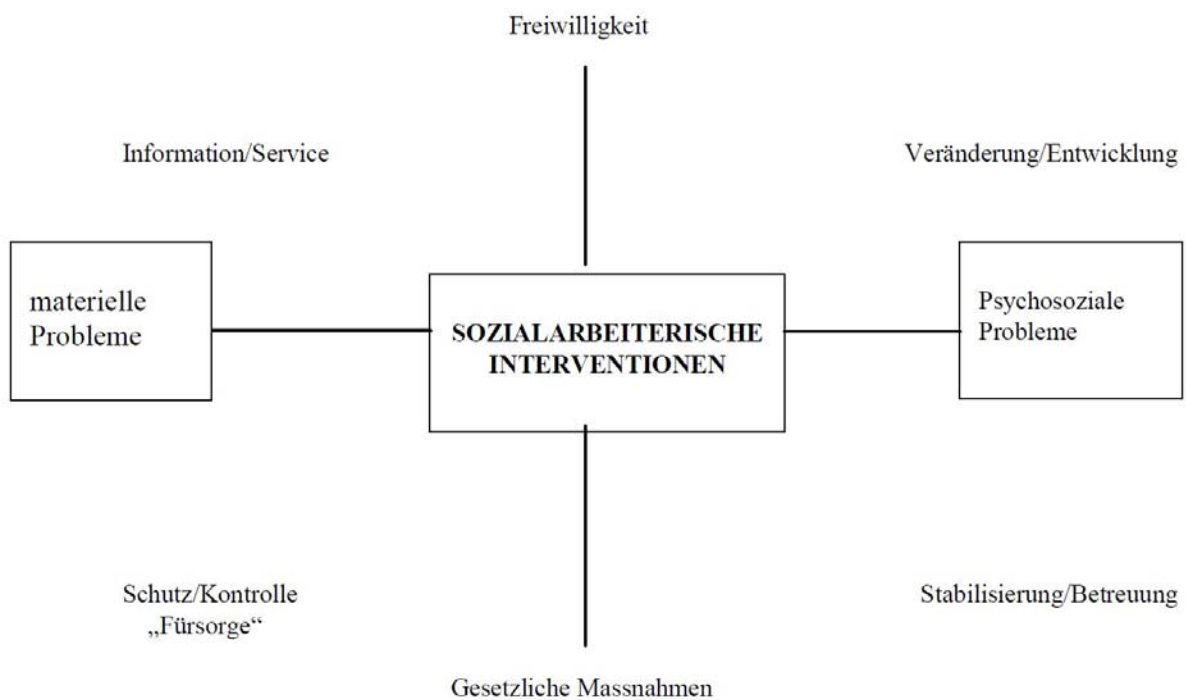 Freiwilligkeit
Information/Service
Veränderung/Entwicklung
materielle
Probleme
SOZIALARBEITERISCHE
INTERVENTIONEN
Psychosoziale
Probleme
Schutz/Kontrolle
„Fürsorge“
Stabilisierung/Betreuung
Gesetzliche Massnahmen